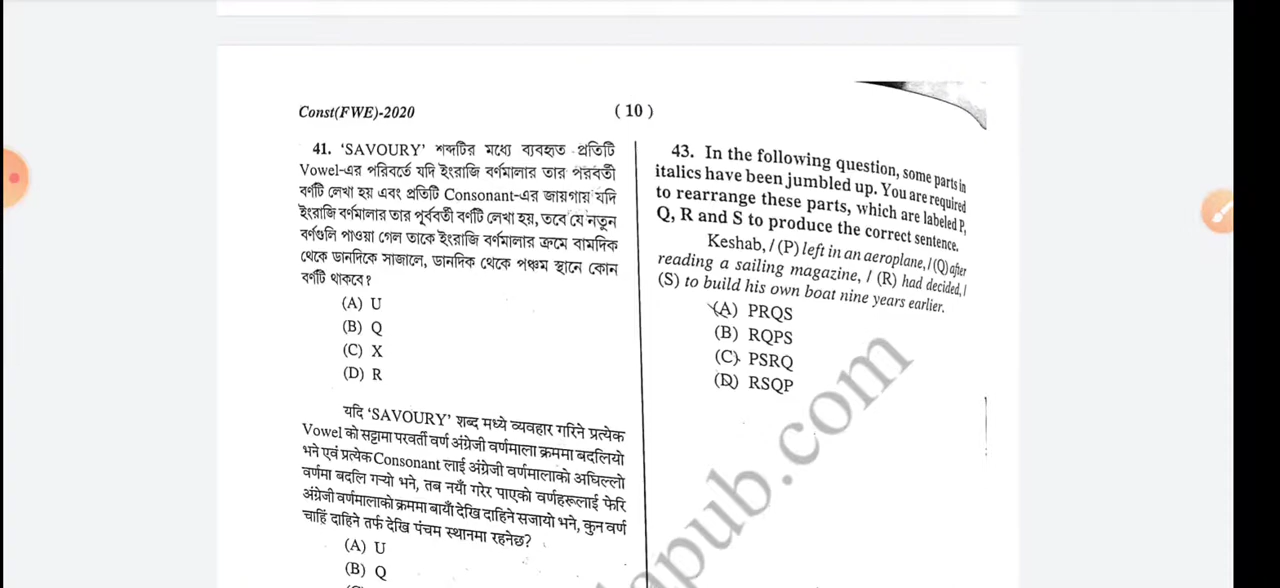 Const(FWE)-2020
( 10 )
41. ‘SAVOURY’ শব্দটির মধ্যে ব্যবহৃত প্রতিটি
Vowel-এর পরিবর্তে যদি ইংরাজি বর্ণমালার তার পরবর্তী
বর্ণটি লেখা হয় এবং প্রতিটি Consonant-এর জায়গায় যদি
ইংরাজি বর্ণমালার তার পূর্ববর্তী বর্ণটি লেখা হয়, তবে যে নতুন
বর্ণগুলি পাওয়া গেল তাকে ইংরাজি বর্ণমালার ক্রমে বামদিক
থেকে ডানদিকে সাজালে, ডানদিক থেকে পঞ্চম স্থানে কোন
বর্ণটি থাকবে?
(A) U
(B) Q
(C) X
(D) R
यदि ‘SAVOURY’ शब्द मध्ये व्यवहार गरिने प्रत्येक
Vowel को सट्टामा परवर्ती वर्ण अंग्रेजी वर्णमाला क्रममा बदलियो
भने एवं प्रत्येक Consonant लाई अंग्रेजी वर्णमालाको अघिल्लो
वर्णमा बदलि गर्‍यो भने, तब नयाँ गरेर पाएको वर्णहरूलाई फेरि
अंग्रेजी वर्णमालाको क्रममा बायाँ देखि दाहिने सजायो भने, कुन वर्ण
चाहिं दाहिने तर्फ देखि पंचम स्थानमा रहनेछ?
(A) U
(B) Q
43. In the following question, some parts in
italics have been jumbled up. You are required
to rearrange these parts, which are labeled P,
Q, R and S to produce the correct sentence.
Keshab, / (P) left in an aeroplane, / (Q) after
reading a sailing magazine, / (R) had decided, /
(S) to build his own boat nine years earlier.
(A) PRQS
(B) RQPS
(C) PSRQ
(D) RSQP
pub.com